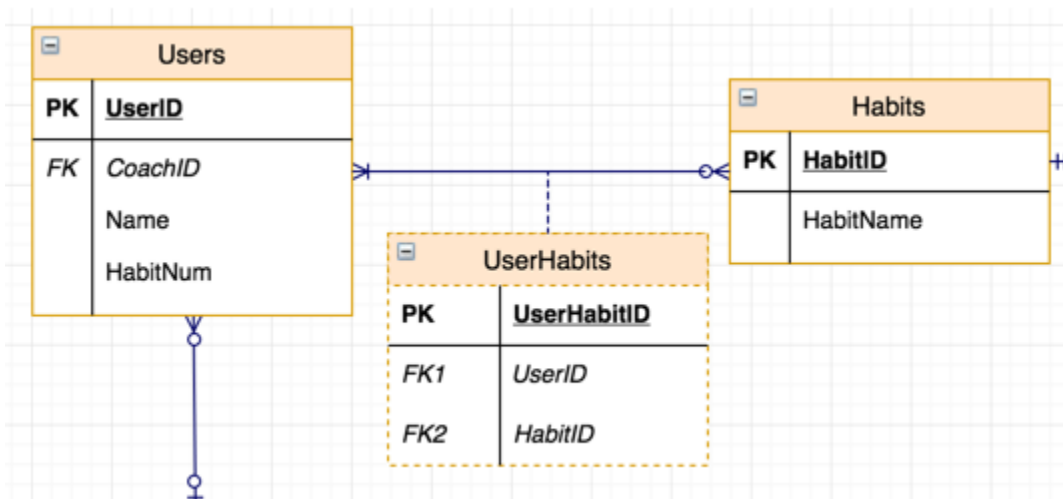 Users
PK UserID
FK CoachID
Name
HabitNum
Habits
PK HabitID
HabitName
UserHabits
PK UserHabitID
FK1 UserID
FK2 HabitID